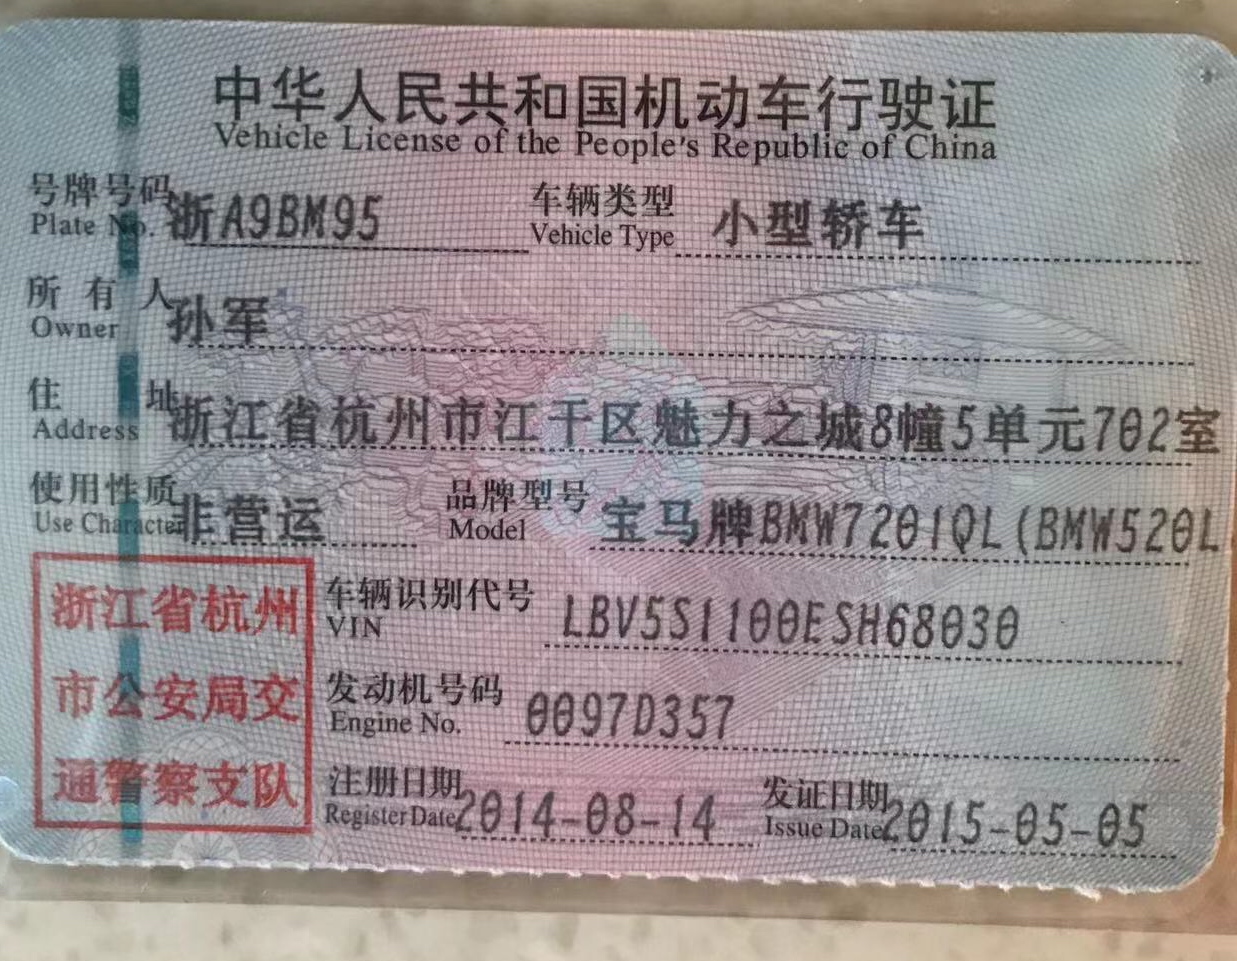 中华人民共和国机动车行驶证
Vehicle License of the People's Republic of China
号牌号码 浙A9BM95 车辆类型 小型轿车
Plate No. Vehicle Type
所有人 孙军
Owner
住址 浙江省杭州市江干区魅力之城8幢5单元702室
Address
使用性质 非营运 品牌型号 宝马牌BMW7201QL(BMW520L
Use Character Model
浙江省杭州
市公安局交
通警察支队
车辆识别代号 LBV5S1100ESH68030
VIN
发动机号码 0097D357
Engine No.
注册日期 2014-08-14 发证日期 2015-05-05
Register Date Issue Date